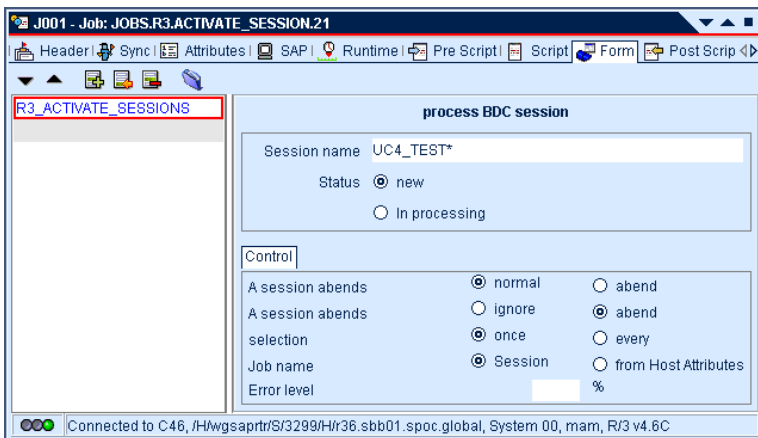 J001 - Job: JOBS.R3.ACTIVATE_SESSION.21
Header Sync Attributes SAP Runtime Pre Script Script Form Post Scrip
R3_ACTIVATE_SESSIONS
process BDC session
Session name UC4_TEST*
Status new
In processing
Control
A session abends normal abend
A session abends ignore abend
selection once every
Job name Session from Host Attributes
Error level %
Connected to C46, /H/wgsaprtr/S/3299/H/r36.sbb01.spoc.global, System 00, mam, R/3 v4.6C